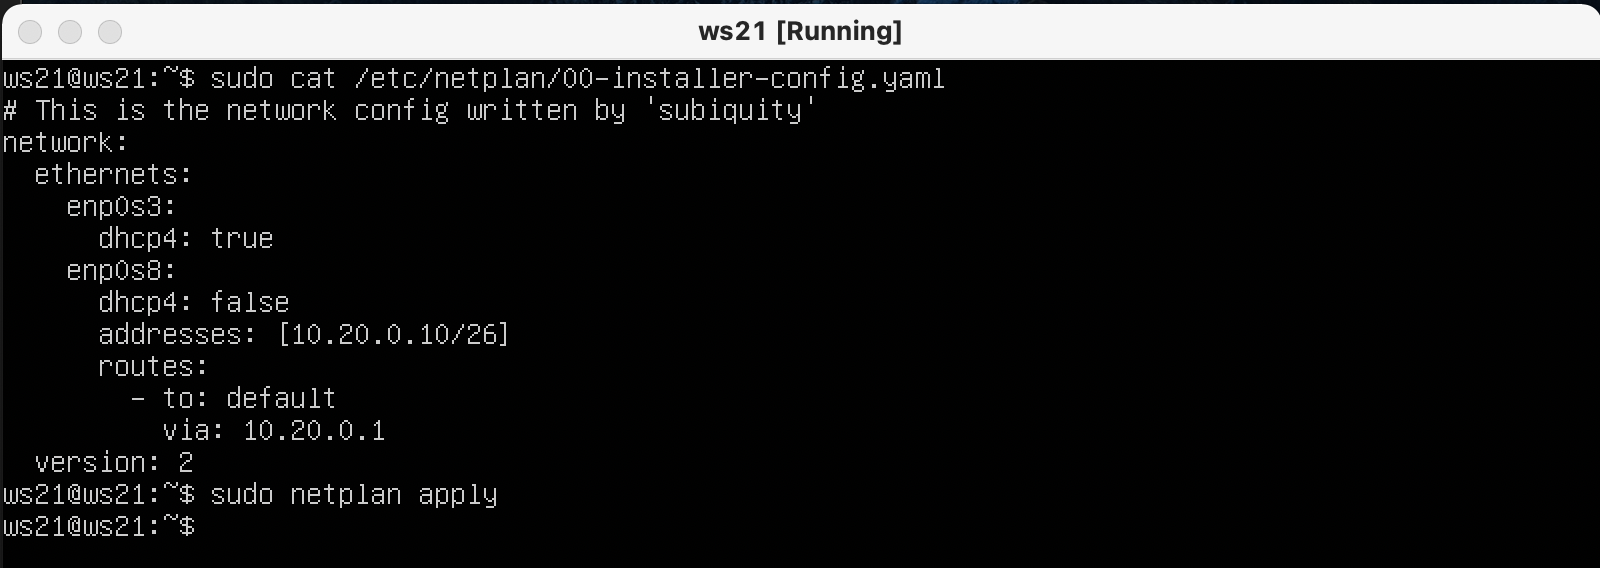 ws21 [Running]
ws21@ws21:~$ sudo cat /etc/netplan/00-installer-config.yaml
# This is the network config written by 'subiquity'
network:
  ethernets:
    enp0s3:
      dhcp4: true
    enp0s8:
      dhcp4: false
      addresses: [10.20.0.10/26]
      routes:
        - to: default
          via: 10.20.0.1
  version: 2
ws21@ws21:~$ sudo netplan apply
ws21@ws21:~$